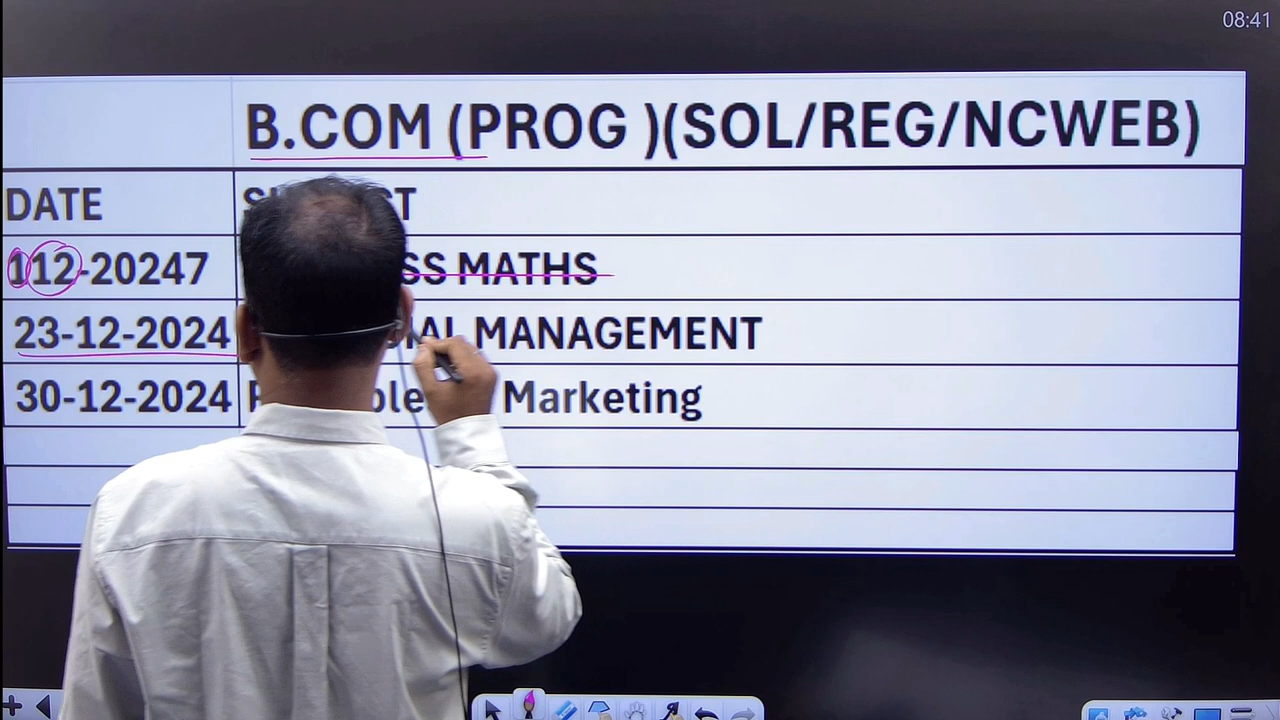 08:41
B.COM (PROG )(SOL/REG/NCWEB)
DATE
112-20247 MATHS
23-12-2024 MANAGEMENT
30-12-2024 Marketing